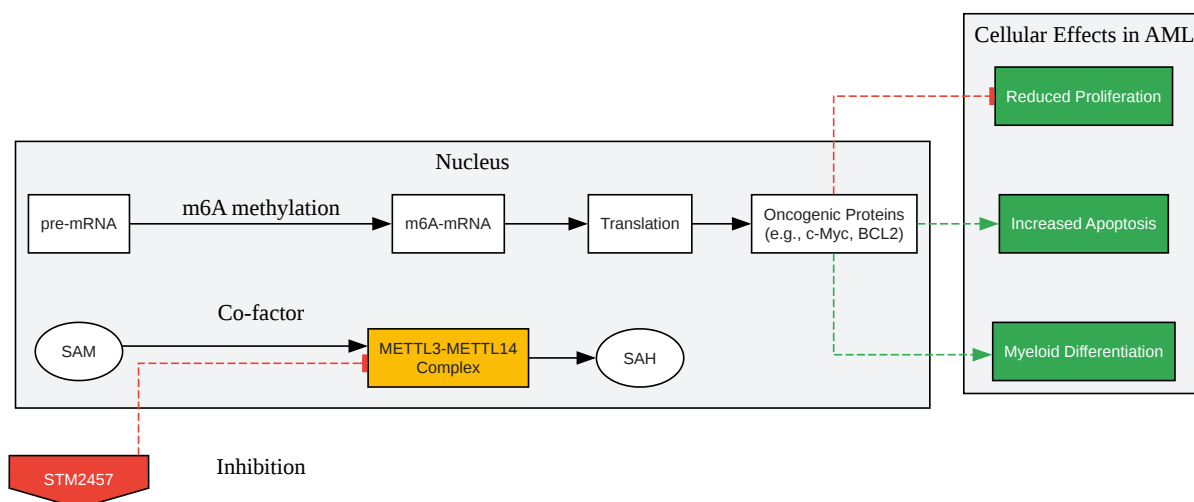 Cellular Effects in AML
Reduced Proliferation
Nucleus
pre-mRNA
m6A methylation
m6A-mRNA
Translation
Oncogenic Proteins
(e.g., c-Myc, BCL2)
Increased Apoptosis
Co-factor
SAM
METTL3-METTL14
Complex
SAH
Myeloid Differentiation
STM2457
Inhibition